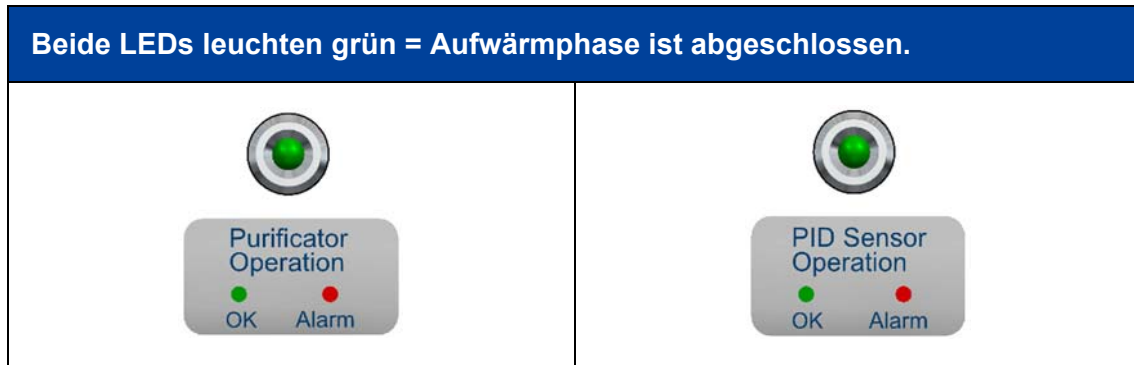 Beide LEDs leuchten grün = Aufwärmphase ist abgeschlossen.
Purificator
Operation
OK Alarm
PID Sensor
Operation
OK Alarm